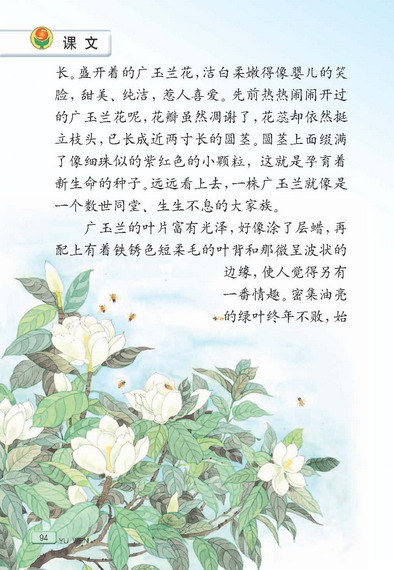 课文
长。盛开着的广玉兰花，洁白柔嫩得像婴儿的笑
脸，甜美、纯洁，惹人喜爱。先前热热闹闹开过
的广玉兰花呢，花瓣虽然凋谢了，花蕊却依然挺
立枝头，已长成近两寸长的圆茎。圆茎上面缀满
了像细珠似的紫红色的小颗粒，这就是孕育着
新生命的种子。远远看上去，一株广玉兰就像是
一个数世同堂、生生不息的大家族。
广玉兰的叶片富有光泽，好像涂了层蜡，再
配上有着铁锈色短柔毛的叶背和那微呈波状的
边缘，使人觉得另有
一番情趣。密集油亮
的绿叶终年不败，始
94
YU WEN